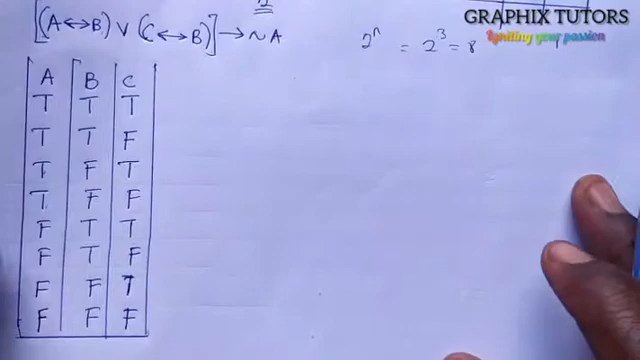 GRAPHIX TUTORS
Igniting your passion
[(A↔B) ∨ (C↔B)] → ~A
2ⁿ = 2³ = 8
A B C
T T T
T T F
T F T
T F F
F T T
F T F
F F T
F F F